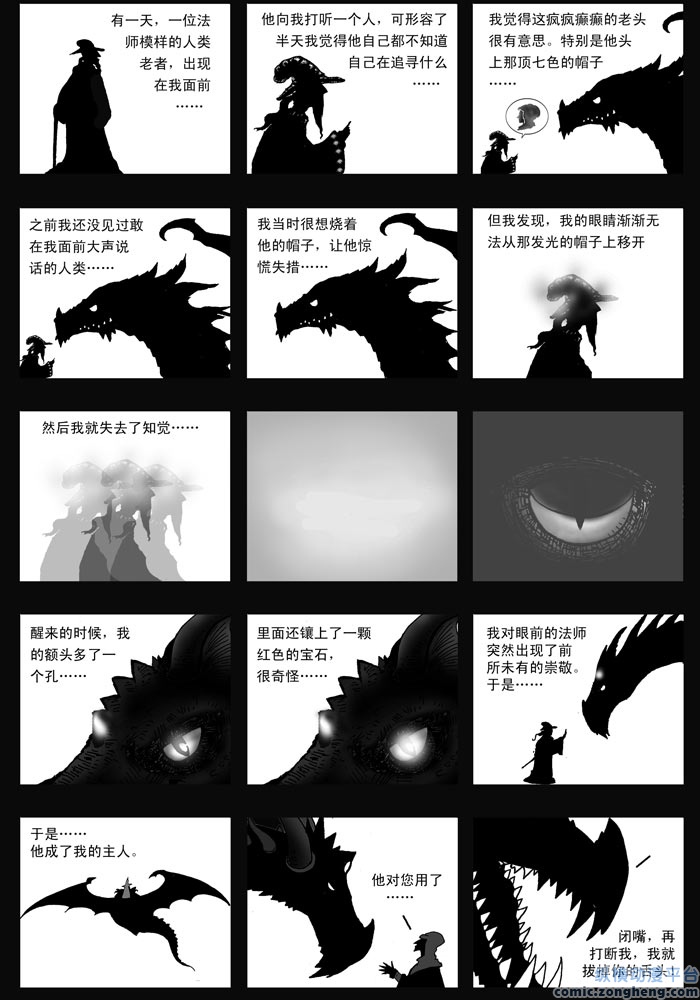 有一天，一位法
师模样的人类
老者，出现
在我面前
……
他向我打听一个人，可形容了
半天我觉得他自己都不知道
自己在追寻什么
……
我觉得这疯疯癫癫的老头
很有意思。特别是他头
上那顶七色的帽子
……
之前我还没见过敢
在我面前大声说
话的人类……
我当时很想烧着
他的帽子，让他惊
慌失措……
但我发现，我的眼睛渐渐无
法从那发光的帽子上移开
然后我就失去了知觉……
醒来的时候，我
的额头多了一
个孔……
里面还镶上了一颗
红色的宝石，
很奇怪……
我对眼前的法师
突然出现了前
所未有的崇敬。
于是……
于是……
他成了我的主人。
他对您用了
……
闭嘴，再
打断我，我就
拔掉你的舌头！
纵横动漫平台
comic.zongheng.com